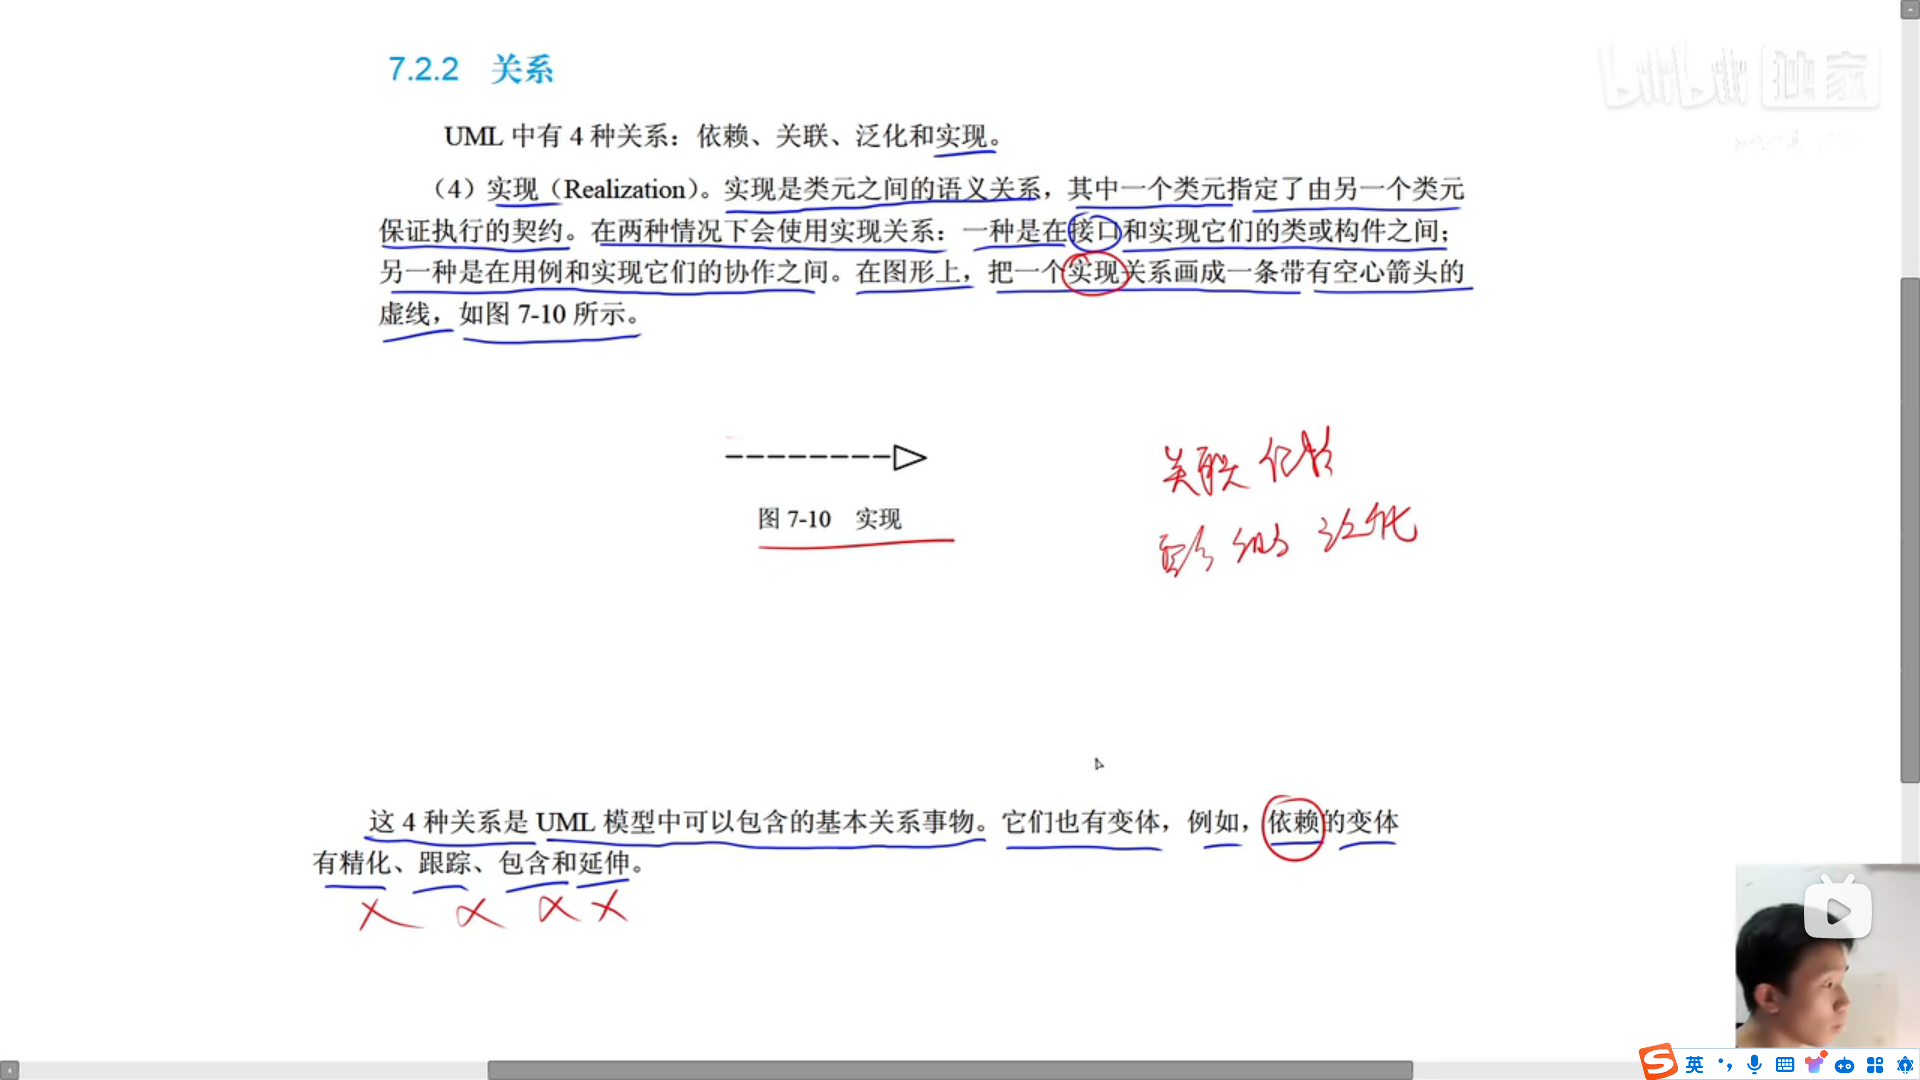 7.2.2 关系
bilibili 独家
UML 中有 4 种关系：依赖、关联、泛化和实现。
（4）实现（Realization）。实现是类元之间的语义关系，其中一个类元指定了由另一个类元
保证执行的契约。在两种情况下会使用实现关系：一种是在接口和实现它们的类或构件之间；
另一种是在用例和实现它们的协作之间。在图形上，把一个实现关系画成一条带有空心箭头的
虚线，如图 7-10 所示。
关联 依赖
图 7-10 实现
泛化
这 4 种关系是 UML 模型中可以包含的基本关系事物。它们也有变体，例如，依赖的变体
有精化、跟踪、包含和延伸。
英